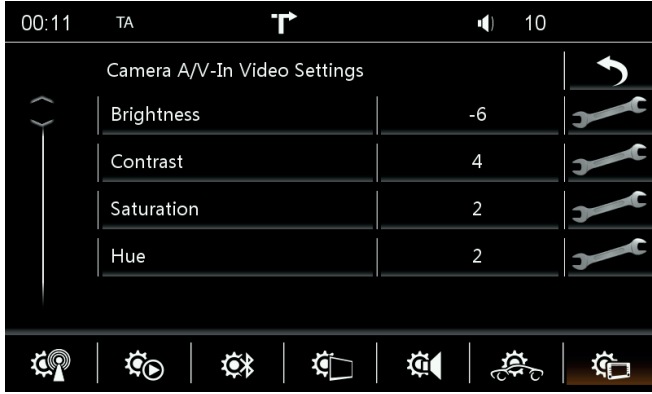 00:11 TA 10
Camera A/V-In Video Settings
Brightness -6
Contrast 4
Saturation 2
Hue 2